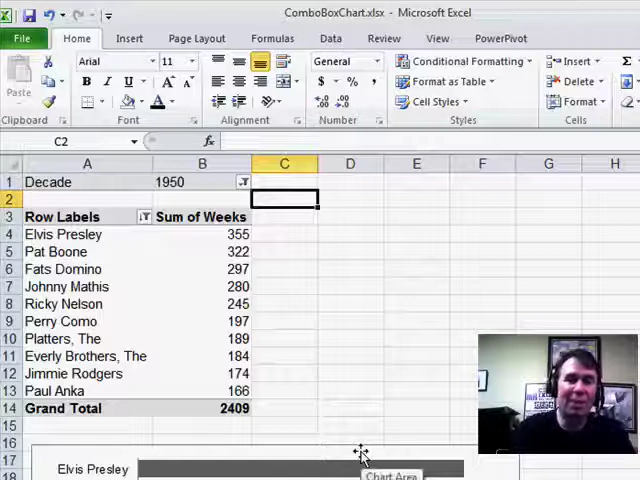 ComboBoxChart.xlsx - Microsoft Excel
File Home Insert Page Layout Formulas Data Review View PowerPivot
Arial 11 General Conditional Formatting Insert
Paste B I U Format as Table Delete
Cell Styles Format
Clipboard Font Alignment Number Styles Cells
C2 fx
A B C D E F G H
1 Decade 1950
2
3 Row Labels Sum of Weeks
4 Elvis Presley 355
5 Pat Boone 322
6 Fats Domino 297
7 Johnny Mathis 280
8 Ricky Nelson 245
9 Perry Como 197
10 Platters, The 189
11 Everly Brothers, The 184
12 Jimmie Rodgers 174
13 Paul Anka 166
14 Grand Total 2409
15
16
17 Elvis Presley
18 Chart Area